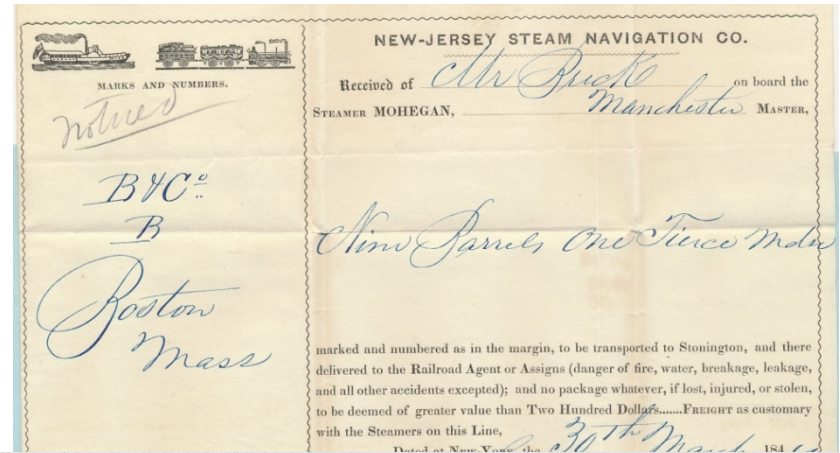 MARKS AND NUMBERS.
noticed
B & Co
B
Boston
Mass
NEW-JERSEY STEAM NAVIGATION CO.
Received of Mr Buck on board the
STEAMER MOHEGAN, Manchester MASTER,
Nine Barrels One Tierce Mdse
marked and numbered as in the margin, to be transported to Stonington, and there
delivered to the Railroad Agent or Assigns (danger of fire, water, breakage, leakage,
and all other accidents excepted); and no package whatever, if lost, injured, or stolen,
to be deemed of greater value than Two Hundred Dollars.......FREIGHT as customary
with the Steamers on this Line,
Dated at New-York the 30th March 184